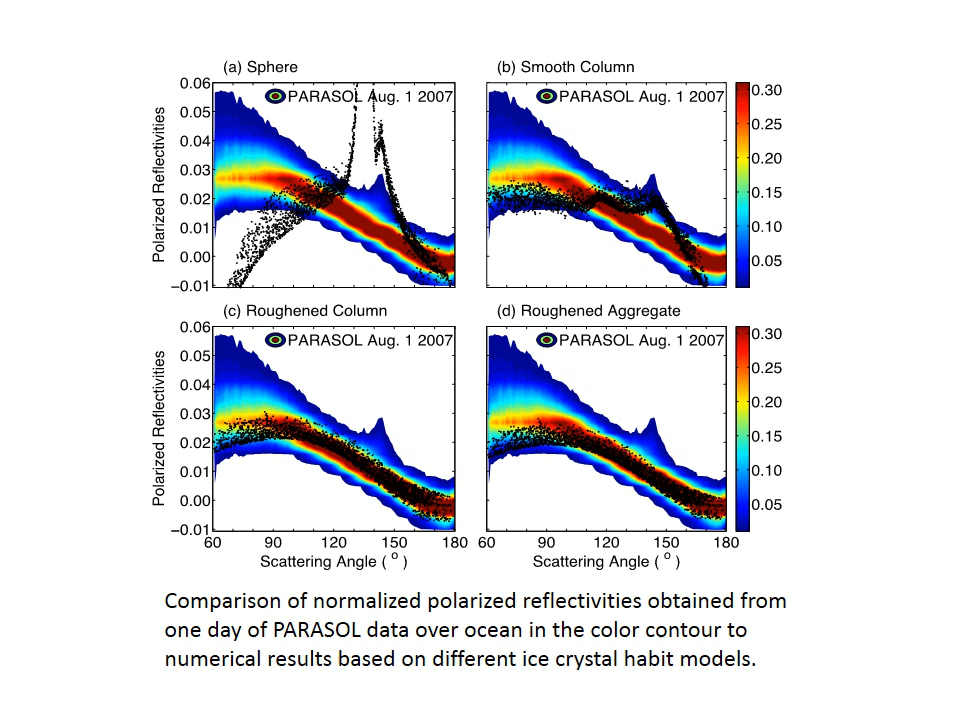 (a) Sphere
(b) Smooth Column
PARASOL Aug. 1 2007
PARASOL Aug. 1 2007
Polarized Reflectivities
0.06
0.05
0.04
0.03
0.02
0.01
0.00
−0.01
0.30
0.25
0.20
0.15
0.10
0.05
(c) Roughened Column
(d) Roughened Aggregate
PARASOL Aug. 1 2007
PARASOL Aug. 1 2007
Polarized Reflectivities
0.06
0.05
0.04
0.03
0.02
0.01
0.00
−0.01
0.30
0.25
0.20
0.15
0.10
0.05
60 90 120 150 180
60 90 120 150 180
Scattering Angle ( o )
Scattering Angle ( o )
Comparison of normalized polarized reflectivities obtained from
one day of PARASOL data over ocean in the color contour to
numerical results based on different ice crystal habit models.